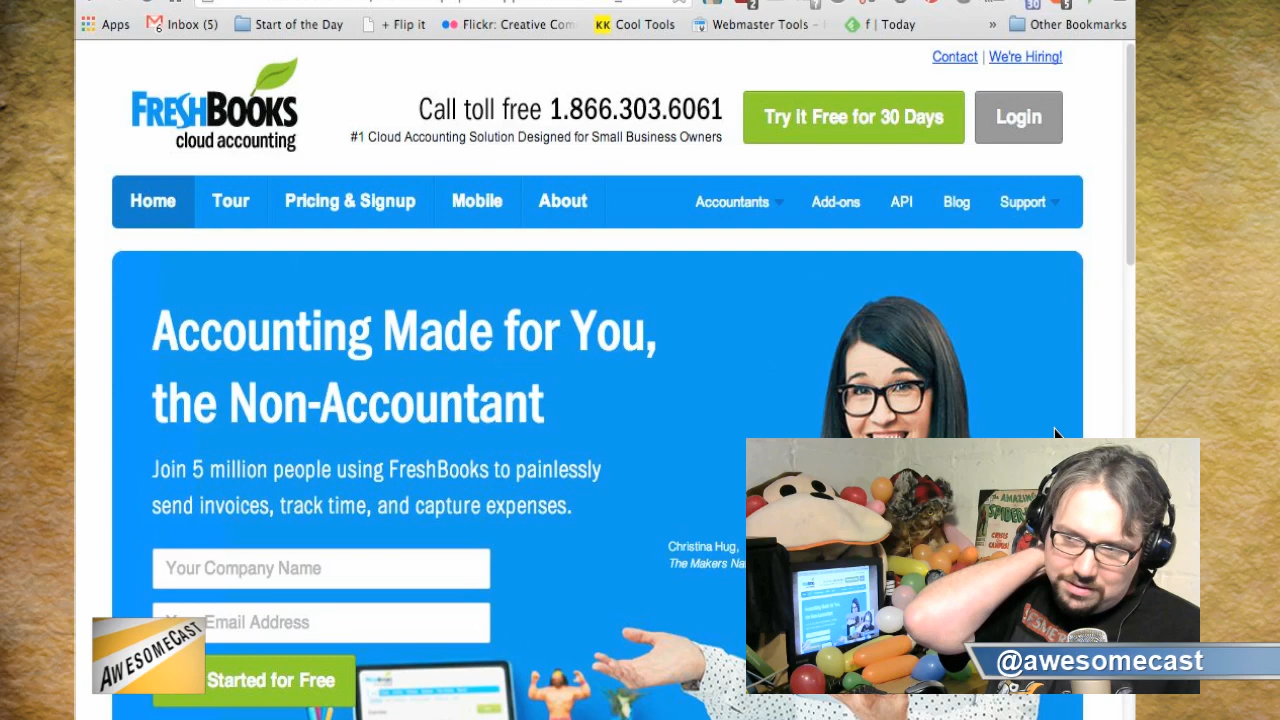 Apps Inbox (5) Start of the Day + Flip it Flickr: Creative Com KK Cool Tools Webmaster Tools – f | Today » Other Bookmarks
Contact | We're Hiring!
FRESHBOOKS
cloud accounting
Call toll free 1.866.303.6061
#1 Cloud Accounting Solution Designed for Small Business Owners
Try it Free for 30 Days
Login
Home Tour Pricing & Signup Mobile About Accountants Add-ons API Blog Support
Accounting Made for You,
the Non-Accountant
Join 5 million people using FreshBooks to painlessly
send invoices, track time, and capture expenses.
Christina Hug,
The Makers Na
Your Company Name
Email Address
Started for Free
AWESOMECAST
AMAZING
SPIDER
@awesomecast